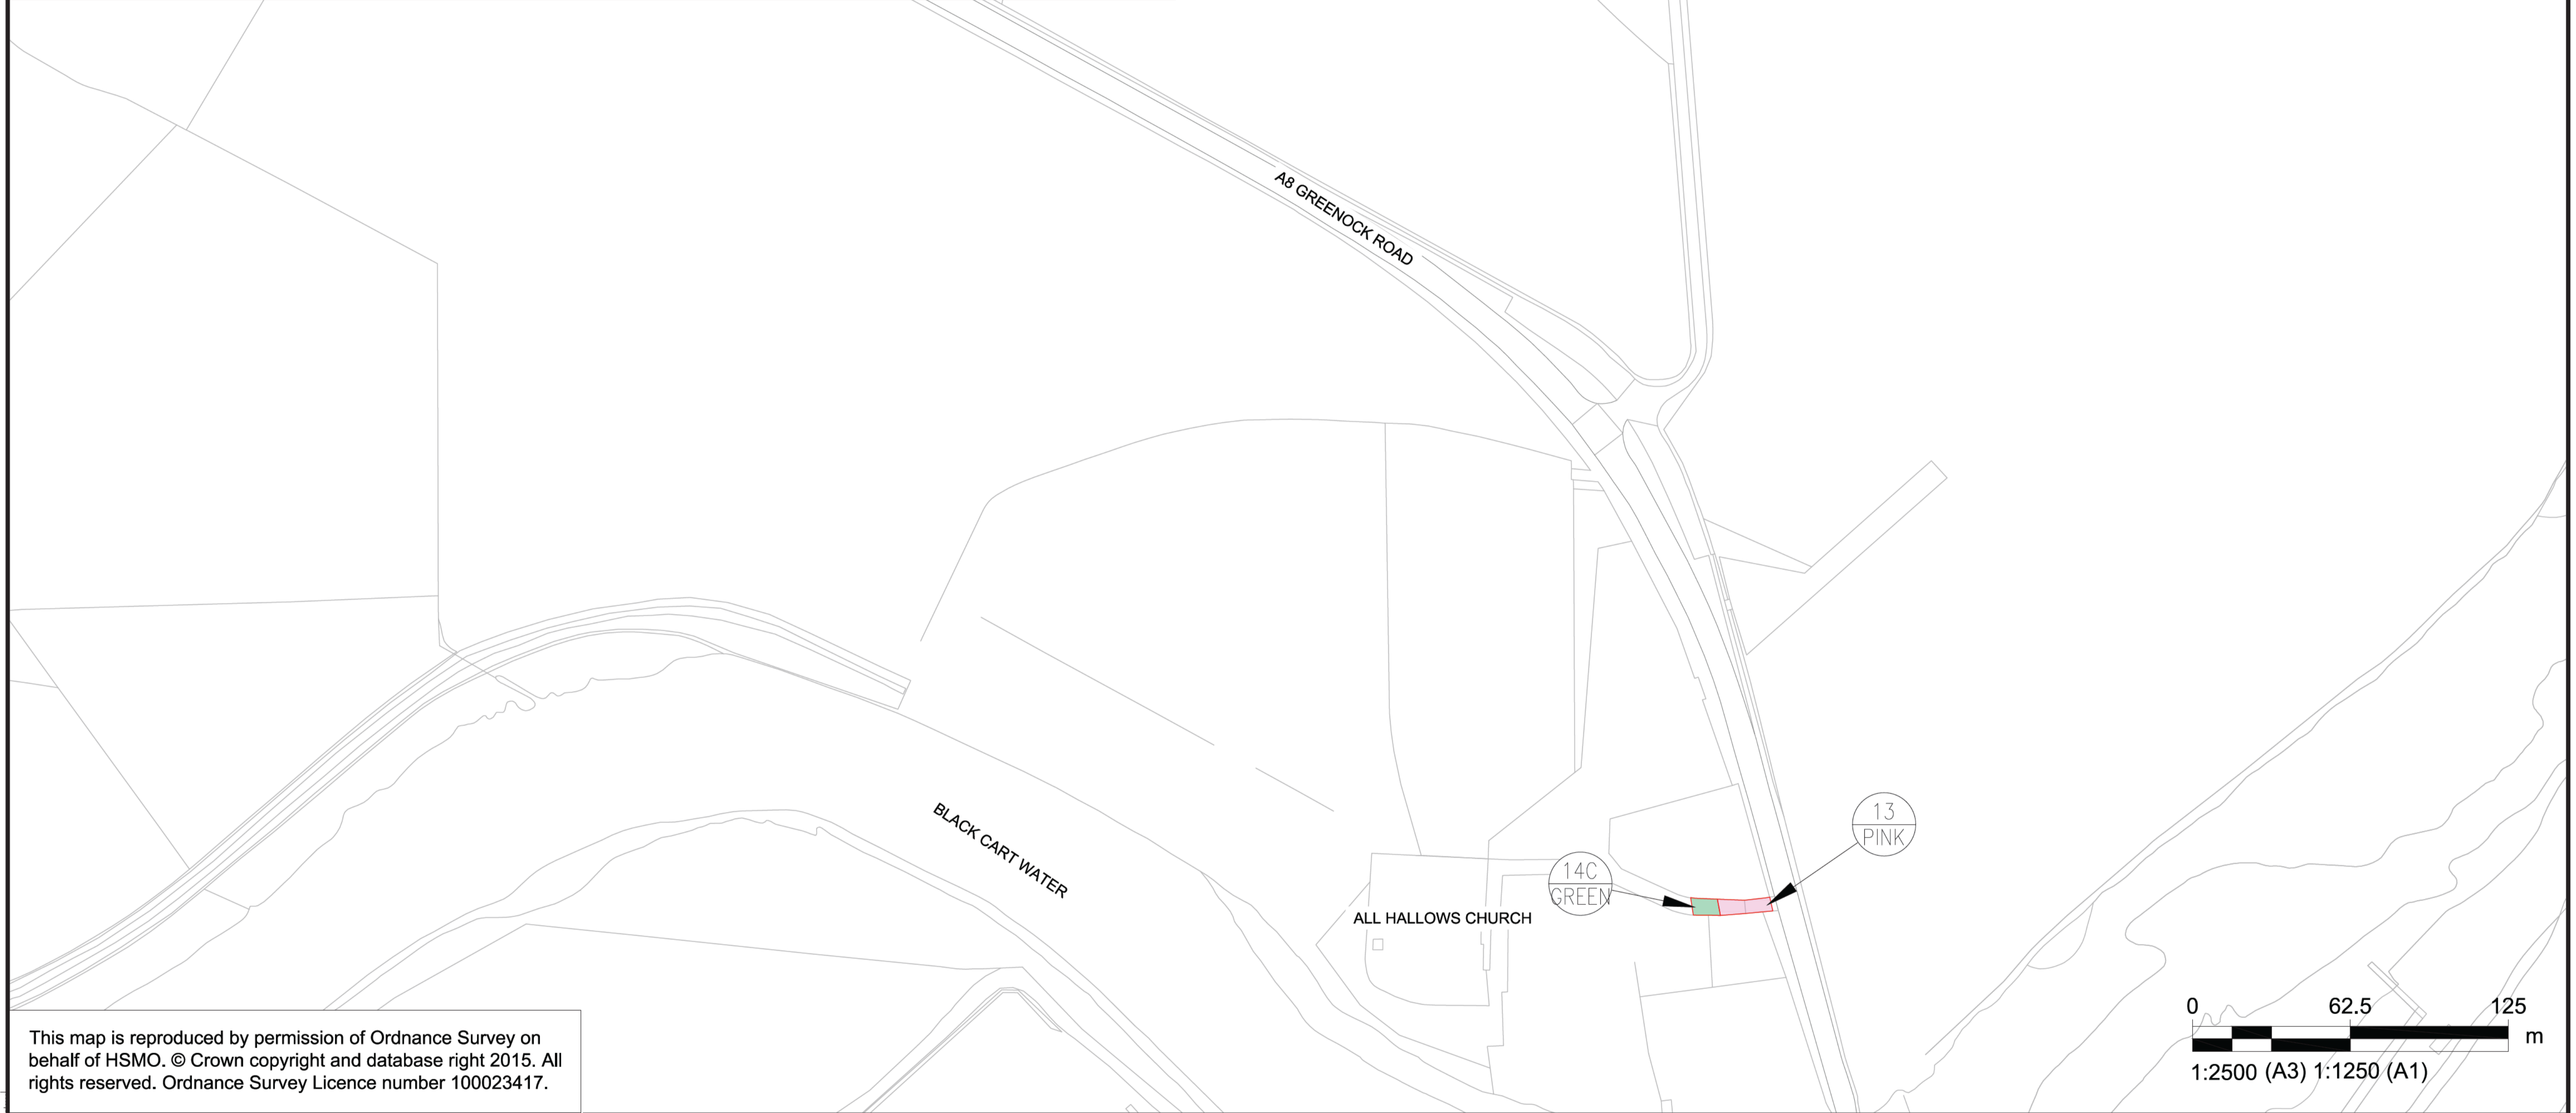 A8 GREENOCK ROAD
BLACK CART WATER
13
PINK
14C
GREEN
ALL HALLOWS CHURCH
0 62.5 125
m
1:2500 (A3) 1:1250 (A1)
This map is reproduced by permission of Ordnance Survey on
behalf of HSMO. © Crown copyright and database right 2015. All
rights reserved. Ordnance Survey Licence number 100023417.